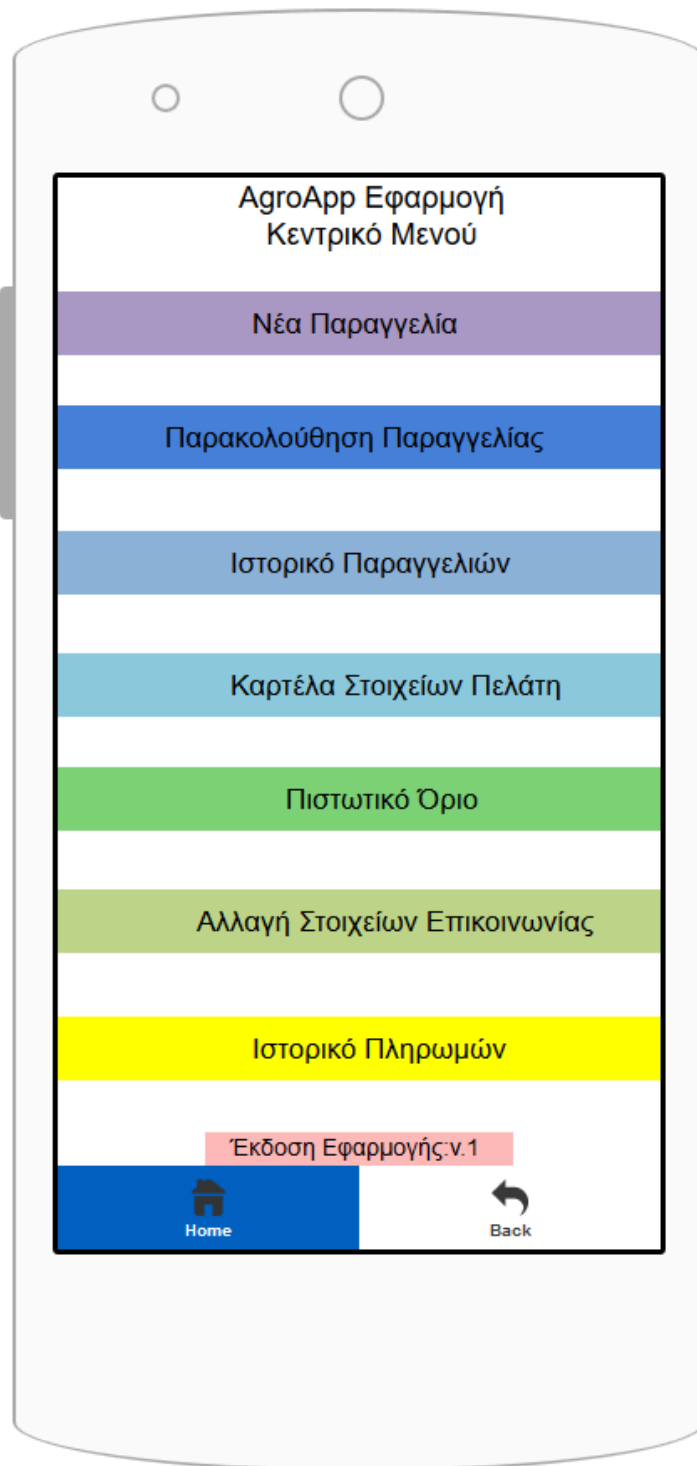 AgroApp Εφαρμογή
Κεντρικό Μενού
Νέα Παραγγελία
Παρακολούθηση Παραγγελίας
Ιστορικό Παραγγελιών
Καρτέλα Στοιχείων Πελάτη
Πιστωτικό Όριο
Αλλαγή Στοιχείων Επικοινωνίας
Ιστορικό Πληρωμών
Έκδοση Εφαρμογής:v.1
Home
Back